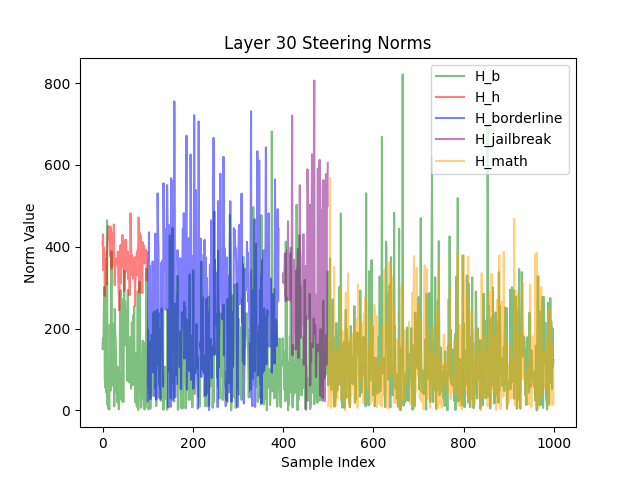 Layer 30 Steering Norms
Norm Value
800
600
400
200
0
0 200 400 600 800 1000
Sample Index
H_b
H_h
H_borderline
H_jailbreak
H_math